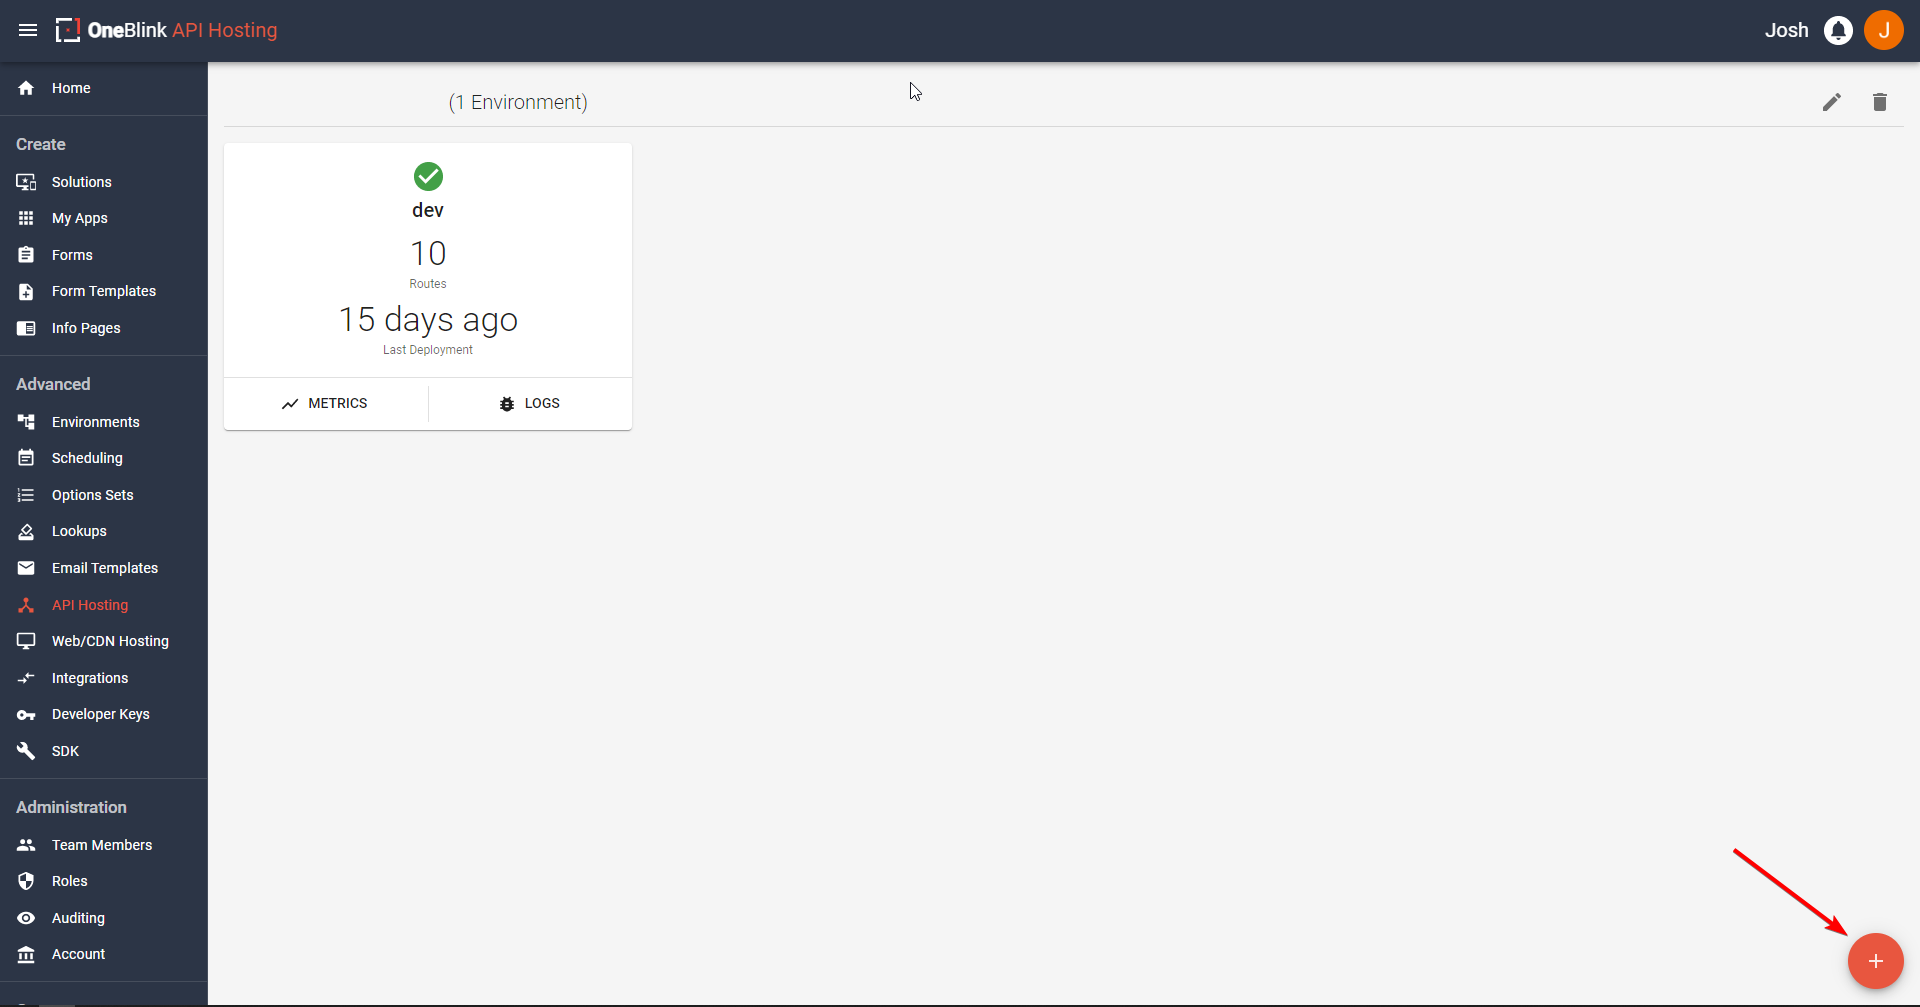 OneBlink API Hosting
Josh
J
Home
(1 Environment)
Create
Solutions
My Apps
Forms
Form Templates
Info Pages
Advanced
Environments
Scheduling
Options Sets
Lookups
Email Templates
API Hosting
Web/CDN Hosting
Integrations
Developer Keys
SDK
Administration
Team Members
Roles
Auditing
Account
dev
10
Routes
15 days ago
Last Deployment
METRICS
LOGS